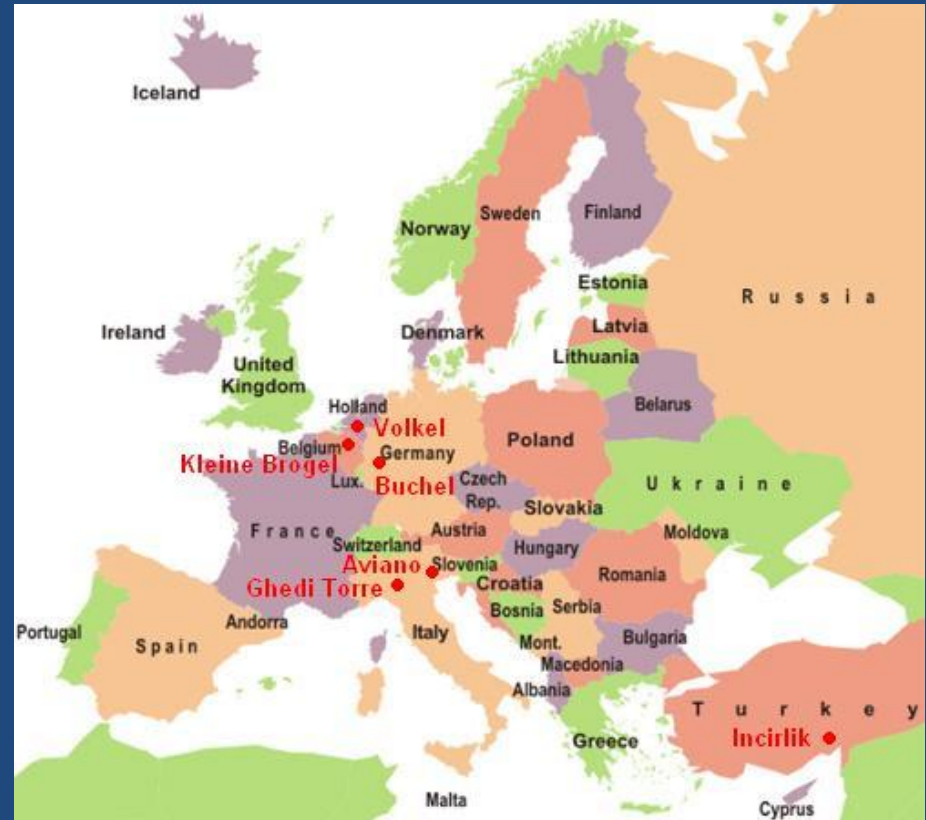 Iceland
Norway
Sweden
Finland
Russia
Estonia
Latvia
Lithuania
Ireland
Denmark
United
Kingdom
Holland
Belarus
Volkel
Belgium
Germany
Poland
Kleine Brogel
Lux.
Buchel
Czech
Rep.
Ukraine
Slovakia
France
Austria
Moldova
Switzerland
Hungary
Aviano
Slovenia
Romania
Ghedi Torre
Croatia
Bosnia
Serbia
Andorra
Portugal
Spain
Italy
Mont.
Bulgaria
Macedonia
Albania
Turkey
Greece
Incirlik
Malta
Cyprus